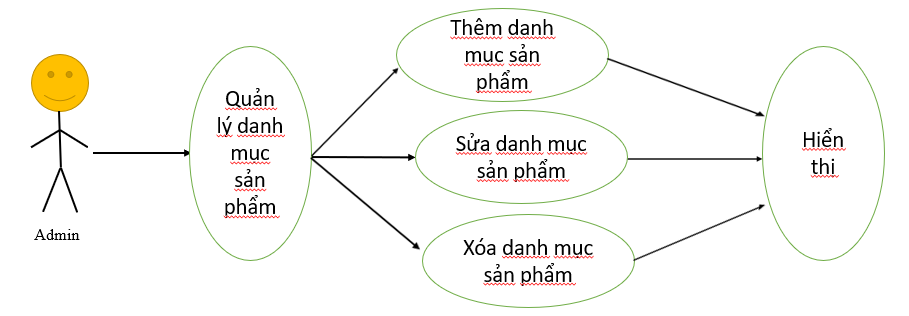 Admin
Quản
lý danh
mục
sản
phẩm
Thêm danh
mục sản
phẩm
Sửa danh mục
sản phẩm
Xóa danh mục
sản phẩm
Hiển
thi